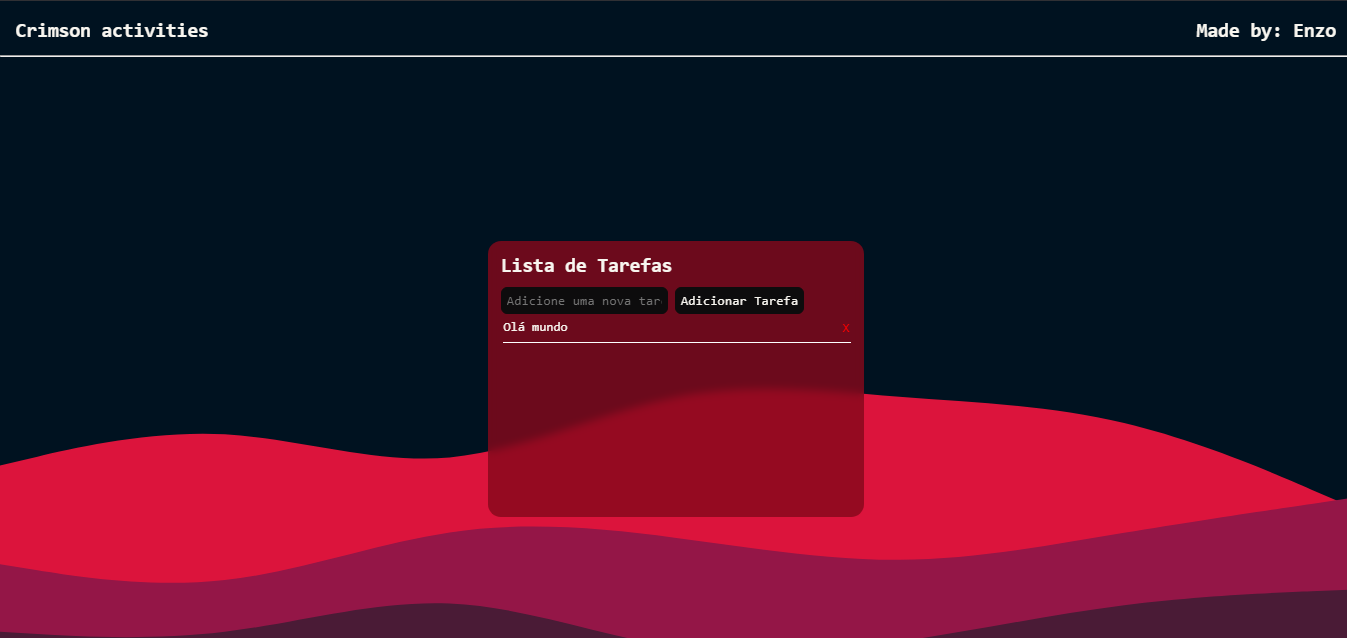 Crimson activities
Made by: Enzo
Lista de Tarefas
Adicione uma nova tar
Adicionar Tarefa
Olá mundo
x